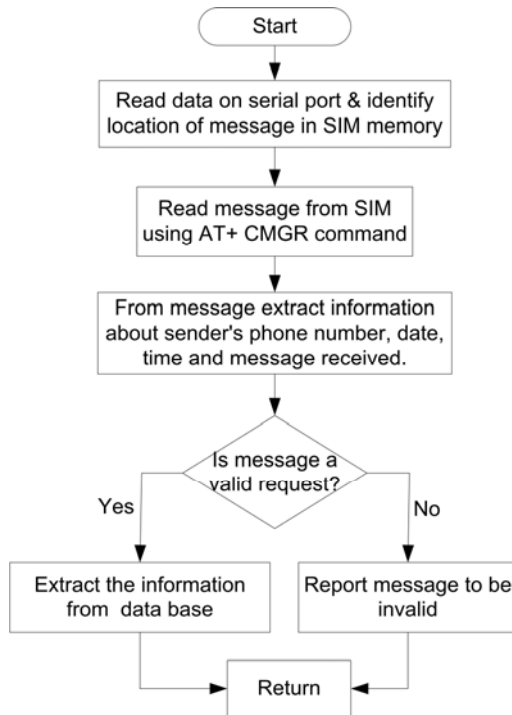 Start
Read data on serial port & identify
location of message in SIM memory
Read message from SIM
using AT+ CMGR command
From message extract information
about sender's phone number, date,
time and message received.
Is message a
valid request?
Yes
No
Extract the information
from data base
Report message to be
invalid
Return